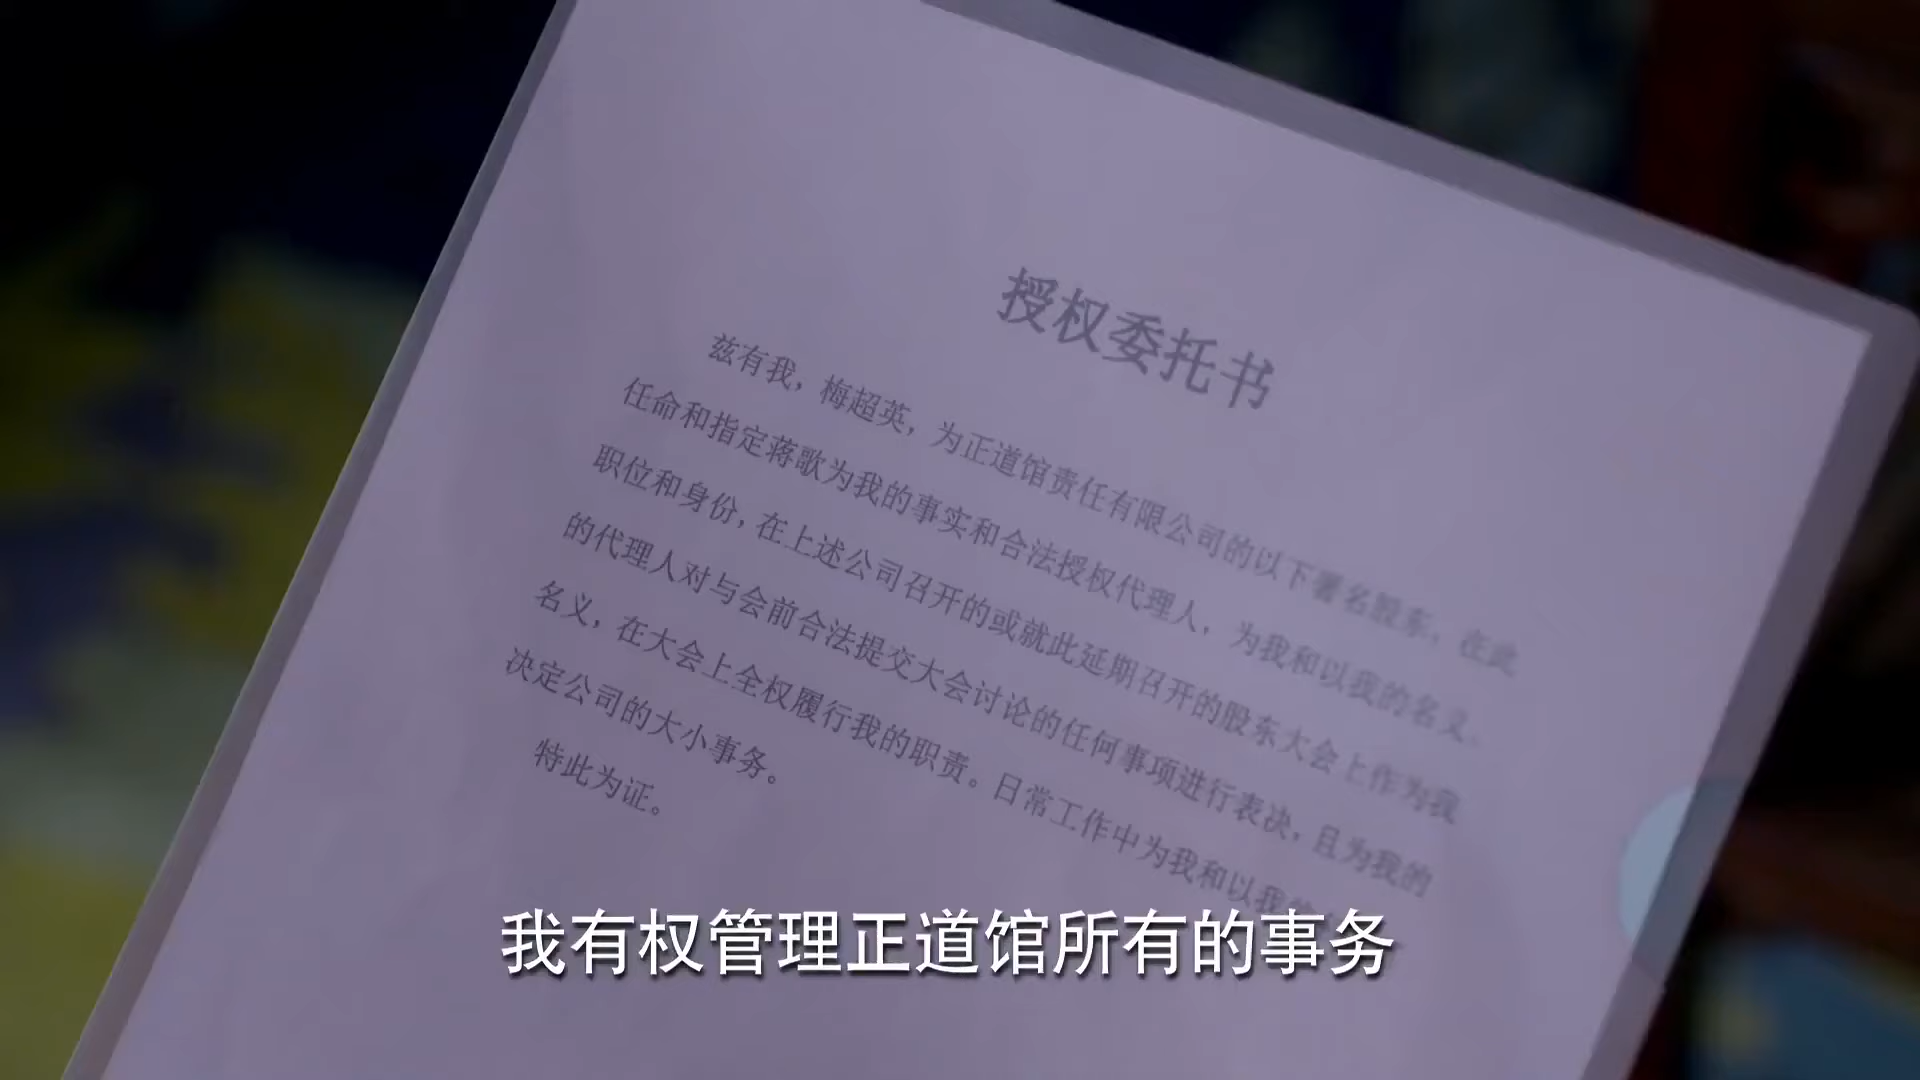 授权委托书
兹有我，梅超英，为正道馆责任有限公司的以下署名股东，在此
任命和指定蒋歌为我的事实和合法授权代理人，为我和以我的名义、
职位和身份，在上述公司召开的或就此延期召开的股东大会上作为我
的代理人对与会前合法提交大会讨论的任何事项进行表决，且为我的
名义，在大会上全权履行我的职责。日常工作中为我和以我
决定公司的大小事务。
特此为证。
我有权管理正道馆所有的事务